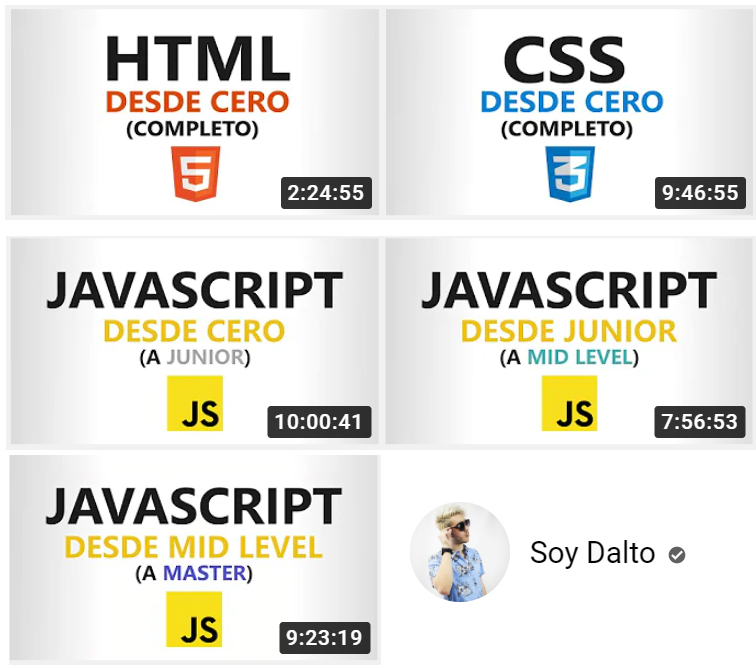 HTML
DESDE CERO
(COMPLETO)
5
2:24:55
CSS
DESDE CERO
(COMPLETO)
3
9:46:55
JAVASCRIPT
DESDE CERO
(A JUNIOR)
JS
10:00:41
JAVASCRIPT
DESDE JUNIOR
(A MID LEVEL)
JS
7:56:53
JAVASCRIPT
DESDE MID LEVEL
(A MASTER)
JS
9:23:19
Soy Dalto